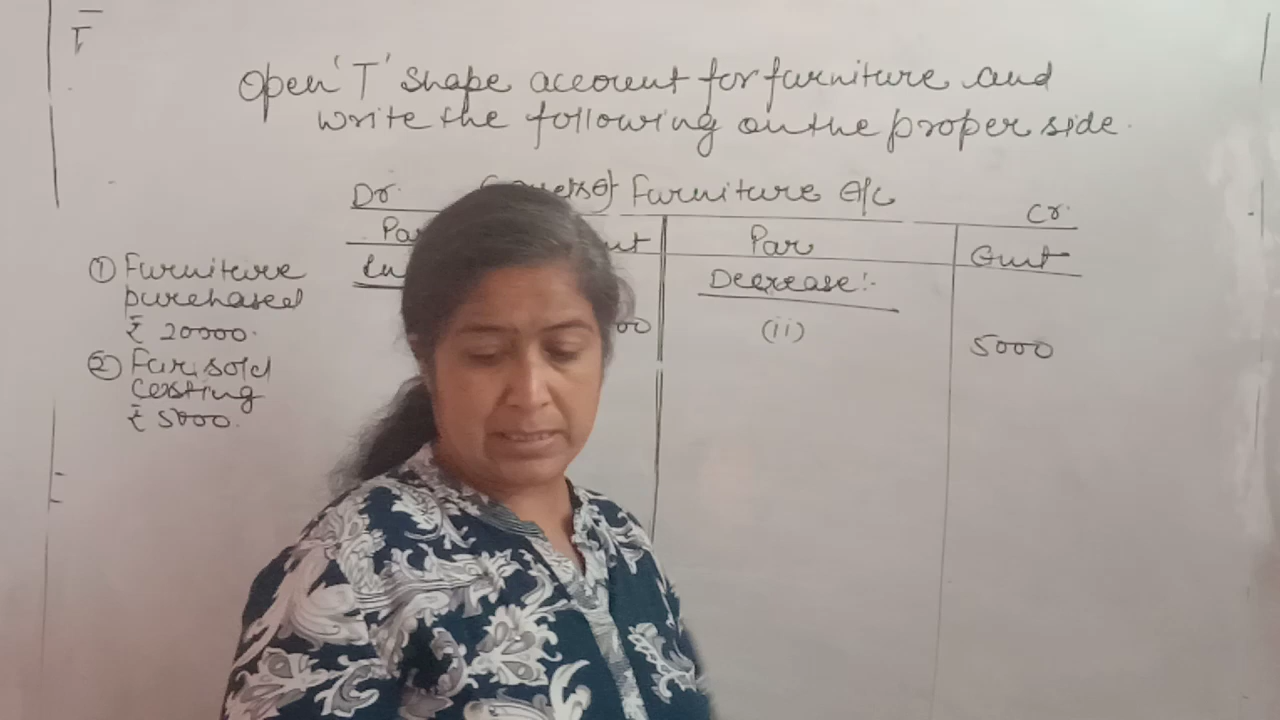 Open 'T' shape account for furniture and
write the following on the proper side.
Dr. Furniture A/c Cr.
Par
Amt
Decrease:-
① Furniture
purchased
₹ 20000.
(ii) 5000
② Fur. sold
Costing
₹ 5000.